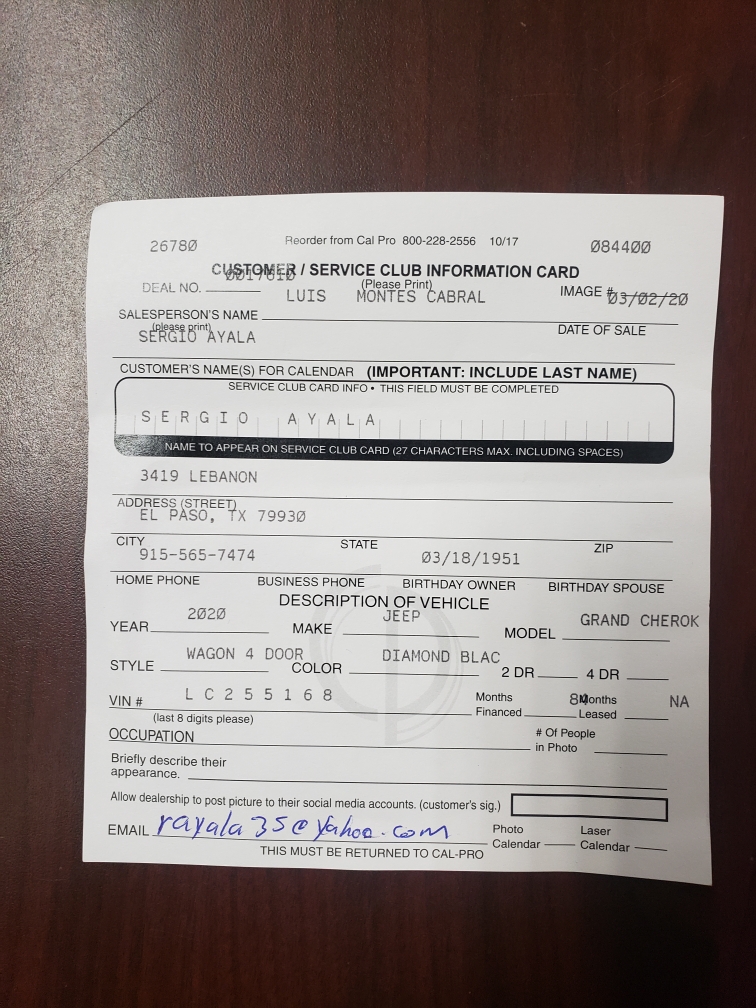 26780 Reorder from Cal Pro 800-228-2556 10/17 084400
CUSTOMER / SERVICE CLUB INFORMATION CARD
0017810
(Please Print)
DEAL NO. LUIS MONTES CABRAL IMAGE # 03/02/20
SALESPERSON'S NAME
(please print) DATE OF SALE
SERGIO AYALA
CUSTOMER'S NAME(S) FOR CALENDAR (IMPORTANT: INCLUDE LAST NAME)
SERVICE CLUB CARD INFO • THIS FIELD MUST BE COMPLETED
SERGIO AYALA
NAME TO APPEAR ON SERVICE CLUB CARD (27 CHARACTERS MAX. INCLUDING SPACES)
3419 LEBANON
ADDRESS (STREET)
EL PASO, TX 79930
CITY STATE ZIP
915-565-7474 03/18/1951
HOME PHONE BUSINESS PHONE BIRTHDAY OWNER BIRTHDAY SPOUSE
DESCRIPTION OF VEHICLE
2020 JEEP GRAND CHEROK
YEAR MAKE MODEL
WAGON 4 DOOR DIAMOND BLAC
STYLE COLOR 2 DR 4 DR
VIN # L C 2 5 5 1 6 8 Months 84 Months NA
(last 8 digits please) Financed Leased
OCCUPATION # Of People
in Photo
Briefly describe their
appearance.
Allow dealership to post picture to their social media accounts. (customer's sig.)
EMAIL rayala35@yahoo.com Photo Laser
Calendar Calendar
THIS MUST BE RETURNED TO CAL-PRO